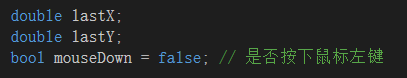 double lastX;
double lastY;
bool mouseDown = false; // 是否按下鼠标左键